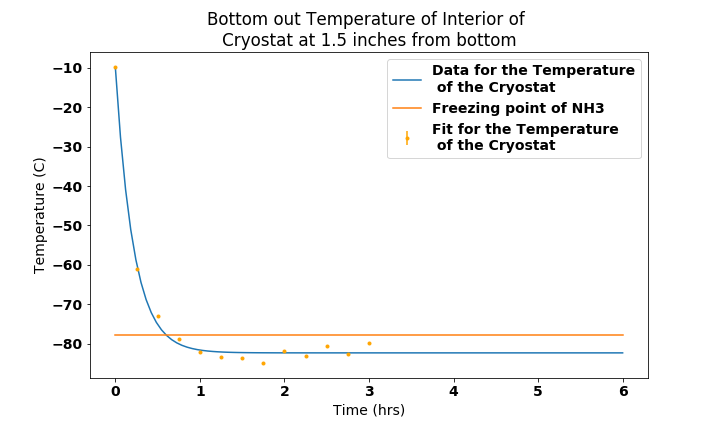 Bottom out Temperature of Interior of
Cryostat at 1.5 inches from bottom
Data for the Temperature
of the Cryostat
Freezing point of NH3
Fit for the Temperature
of the Cryostat
Temperature (C)
−10
−20
−30
−40
−50
−60
−70
−80
0 1 2 3 4 5 6
Time (hrs)